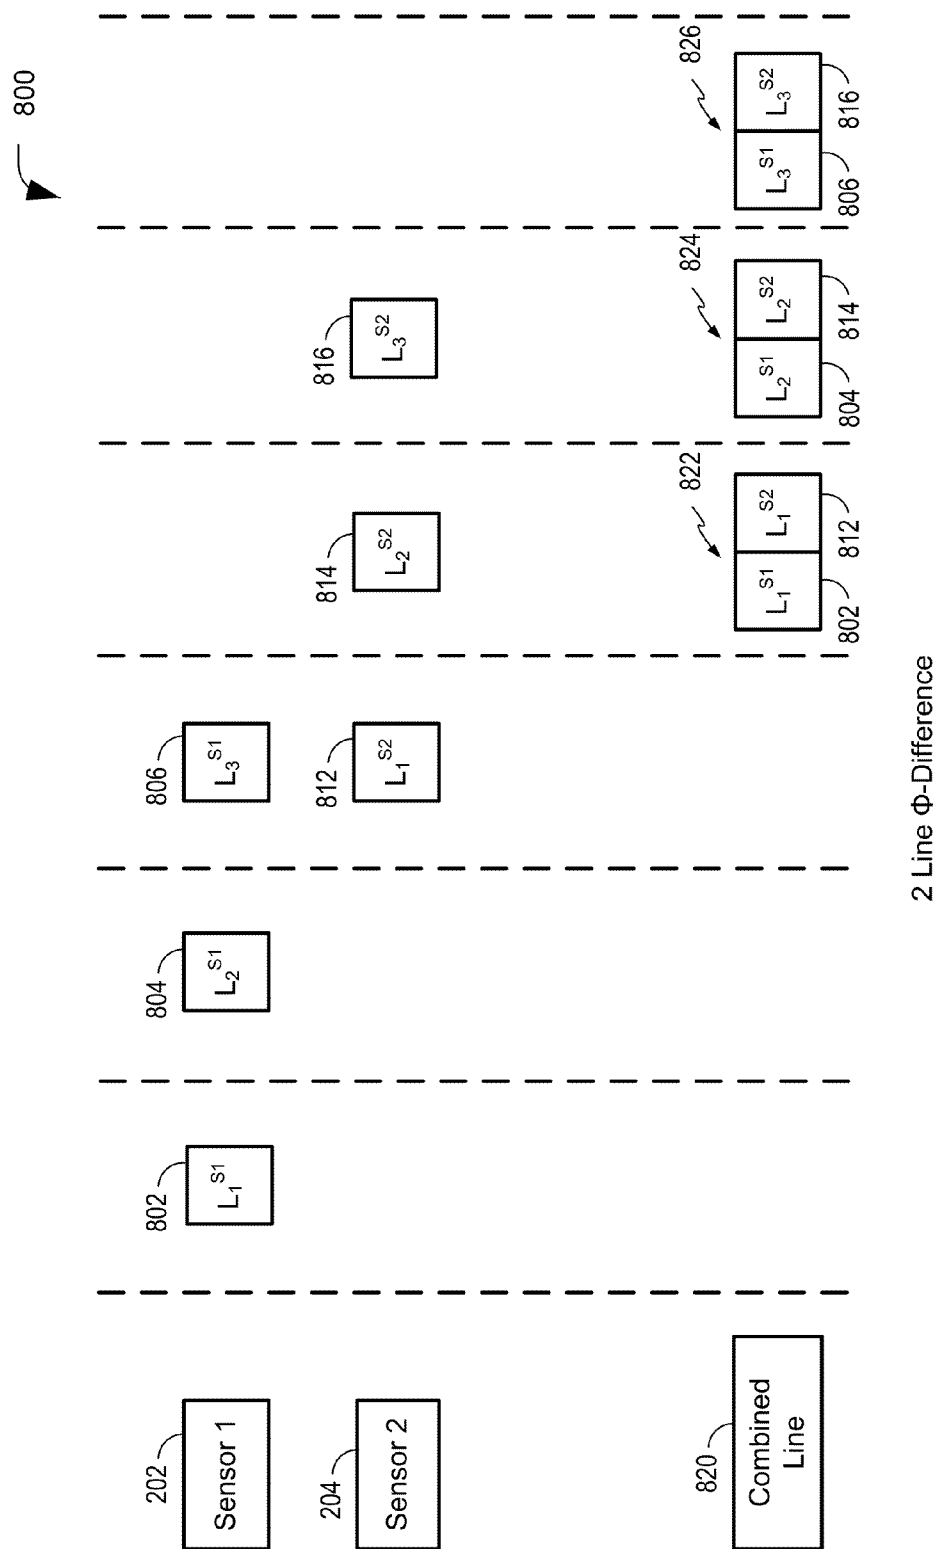 800
202
Sensor 1
802
L₁ˢ¹
804
L₂ˢ¹
806
L₃ˢ¹
204
Sensor 2
812
L₁ˢ²
814
L₂ˢ²
816
L₃ˢ²
820
Combined
Line
822
L₁ˢ¹ L₁ˢ²
802 812
824
L₂ˢ¹ L₂ˢ²
804 814
826
L₃ˢ¹ L₃ˢ²
806 816
2 Line Φ-Difference